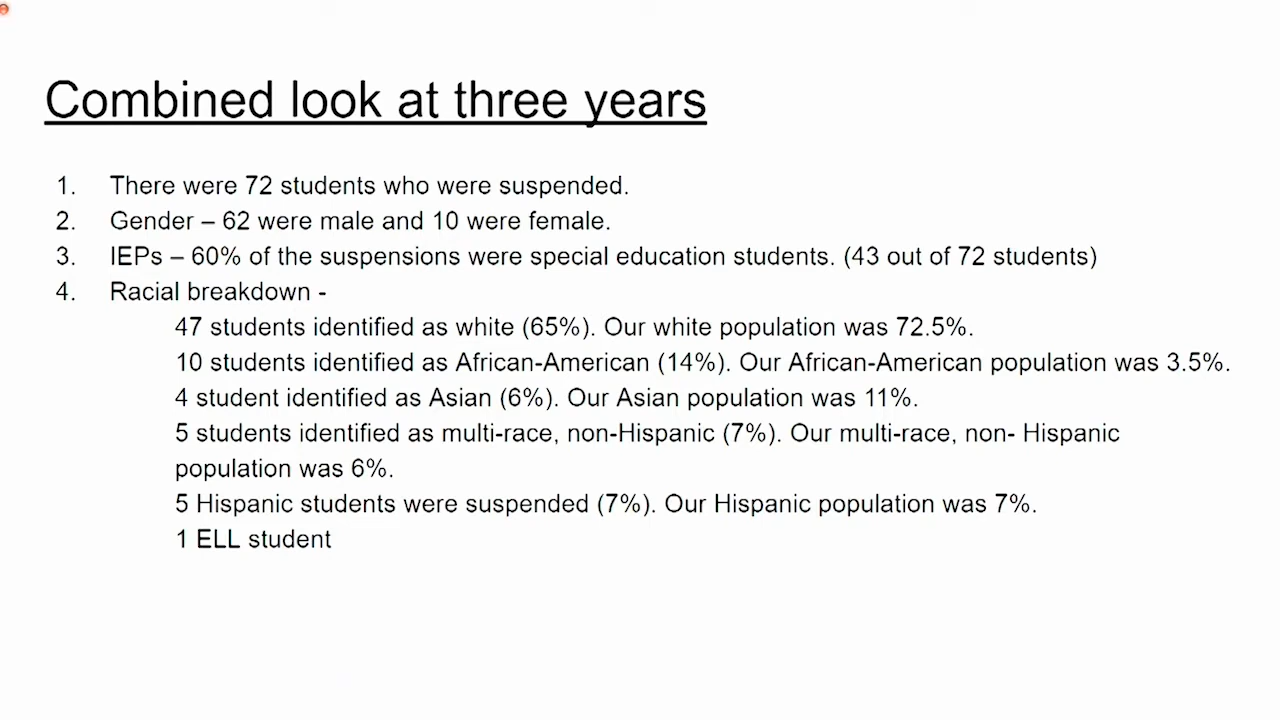 Combined look at three years
1. There were 72 students who were suspended.
2. Gender – 62 were male and 10 were female.
3. IEPs – 60% of the suspensions were special education students. (43 out of 72 students)
4. Racial breakdown -
47 students identified as white (65%). Our white population was 72.5%.
10 students identified as African-American (14%). Our African-American population was 3.5%.
4 student identified as Asian (6%). Our Asian population was 11%.
5 students identified as multi-race, non-Hispanic (7%). Our multi-race, non- Hispanic
population was 6%.
5 Hispanic students were suspended (7%). Our Hispanic population was 7%.
1 ELL student